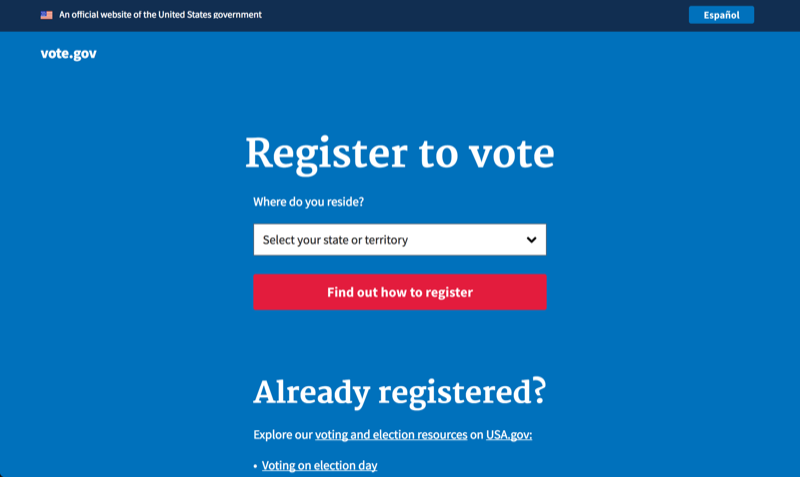 An official website of the United States government
Español
vote.gov
Register to vote
Where do you reside?
Select your state or territory
Find out how to register
Already registered?
Explore our voting and election resources on USA.gov:
• Voting on election day